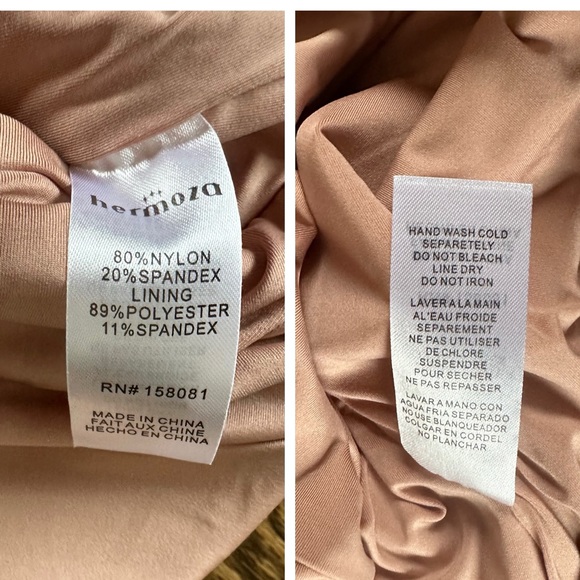 hermoza
80%NYLON
20%SPANDEX
LINING
89%POLYESTER
11%SPANDEX
RN# 158081
MADE IN CHINA
FAIT AUX CHINE
HECHO EN CHINA
HAND WASH COLD
SEPARETELY
DO NOT BLEACH
LINE DRY
DO NOT IRON
LAVER A LA MAIN
AL'EAU FROIDE
SEPAREMENT
NE PAS UTILISER
DE CHLORE
SUSPENDRE
POUR SECHER
NE PAS REPASSER
LAVAR A MANO CON
AGUA FRIA SEPARADO
NO USE BLANQUEADOR
COLGAR EN CORDEL
NO PLANCHAR